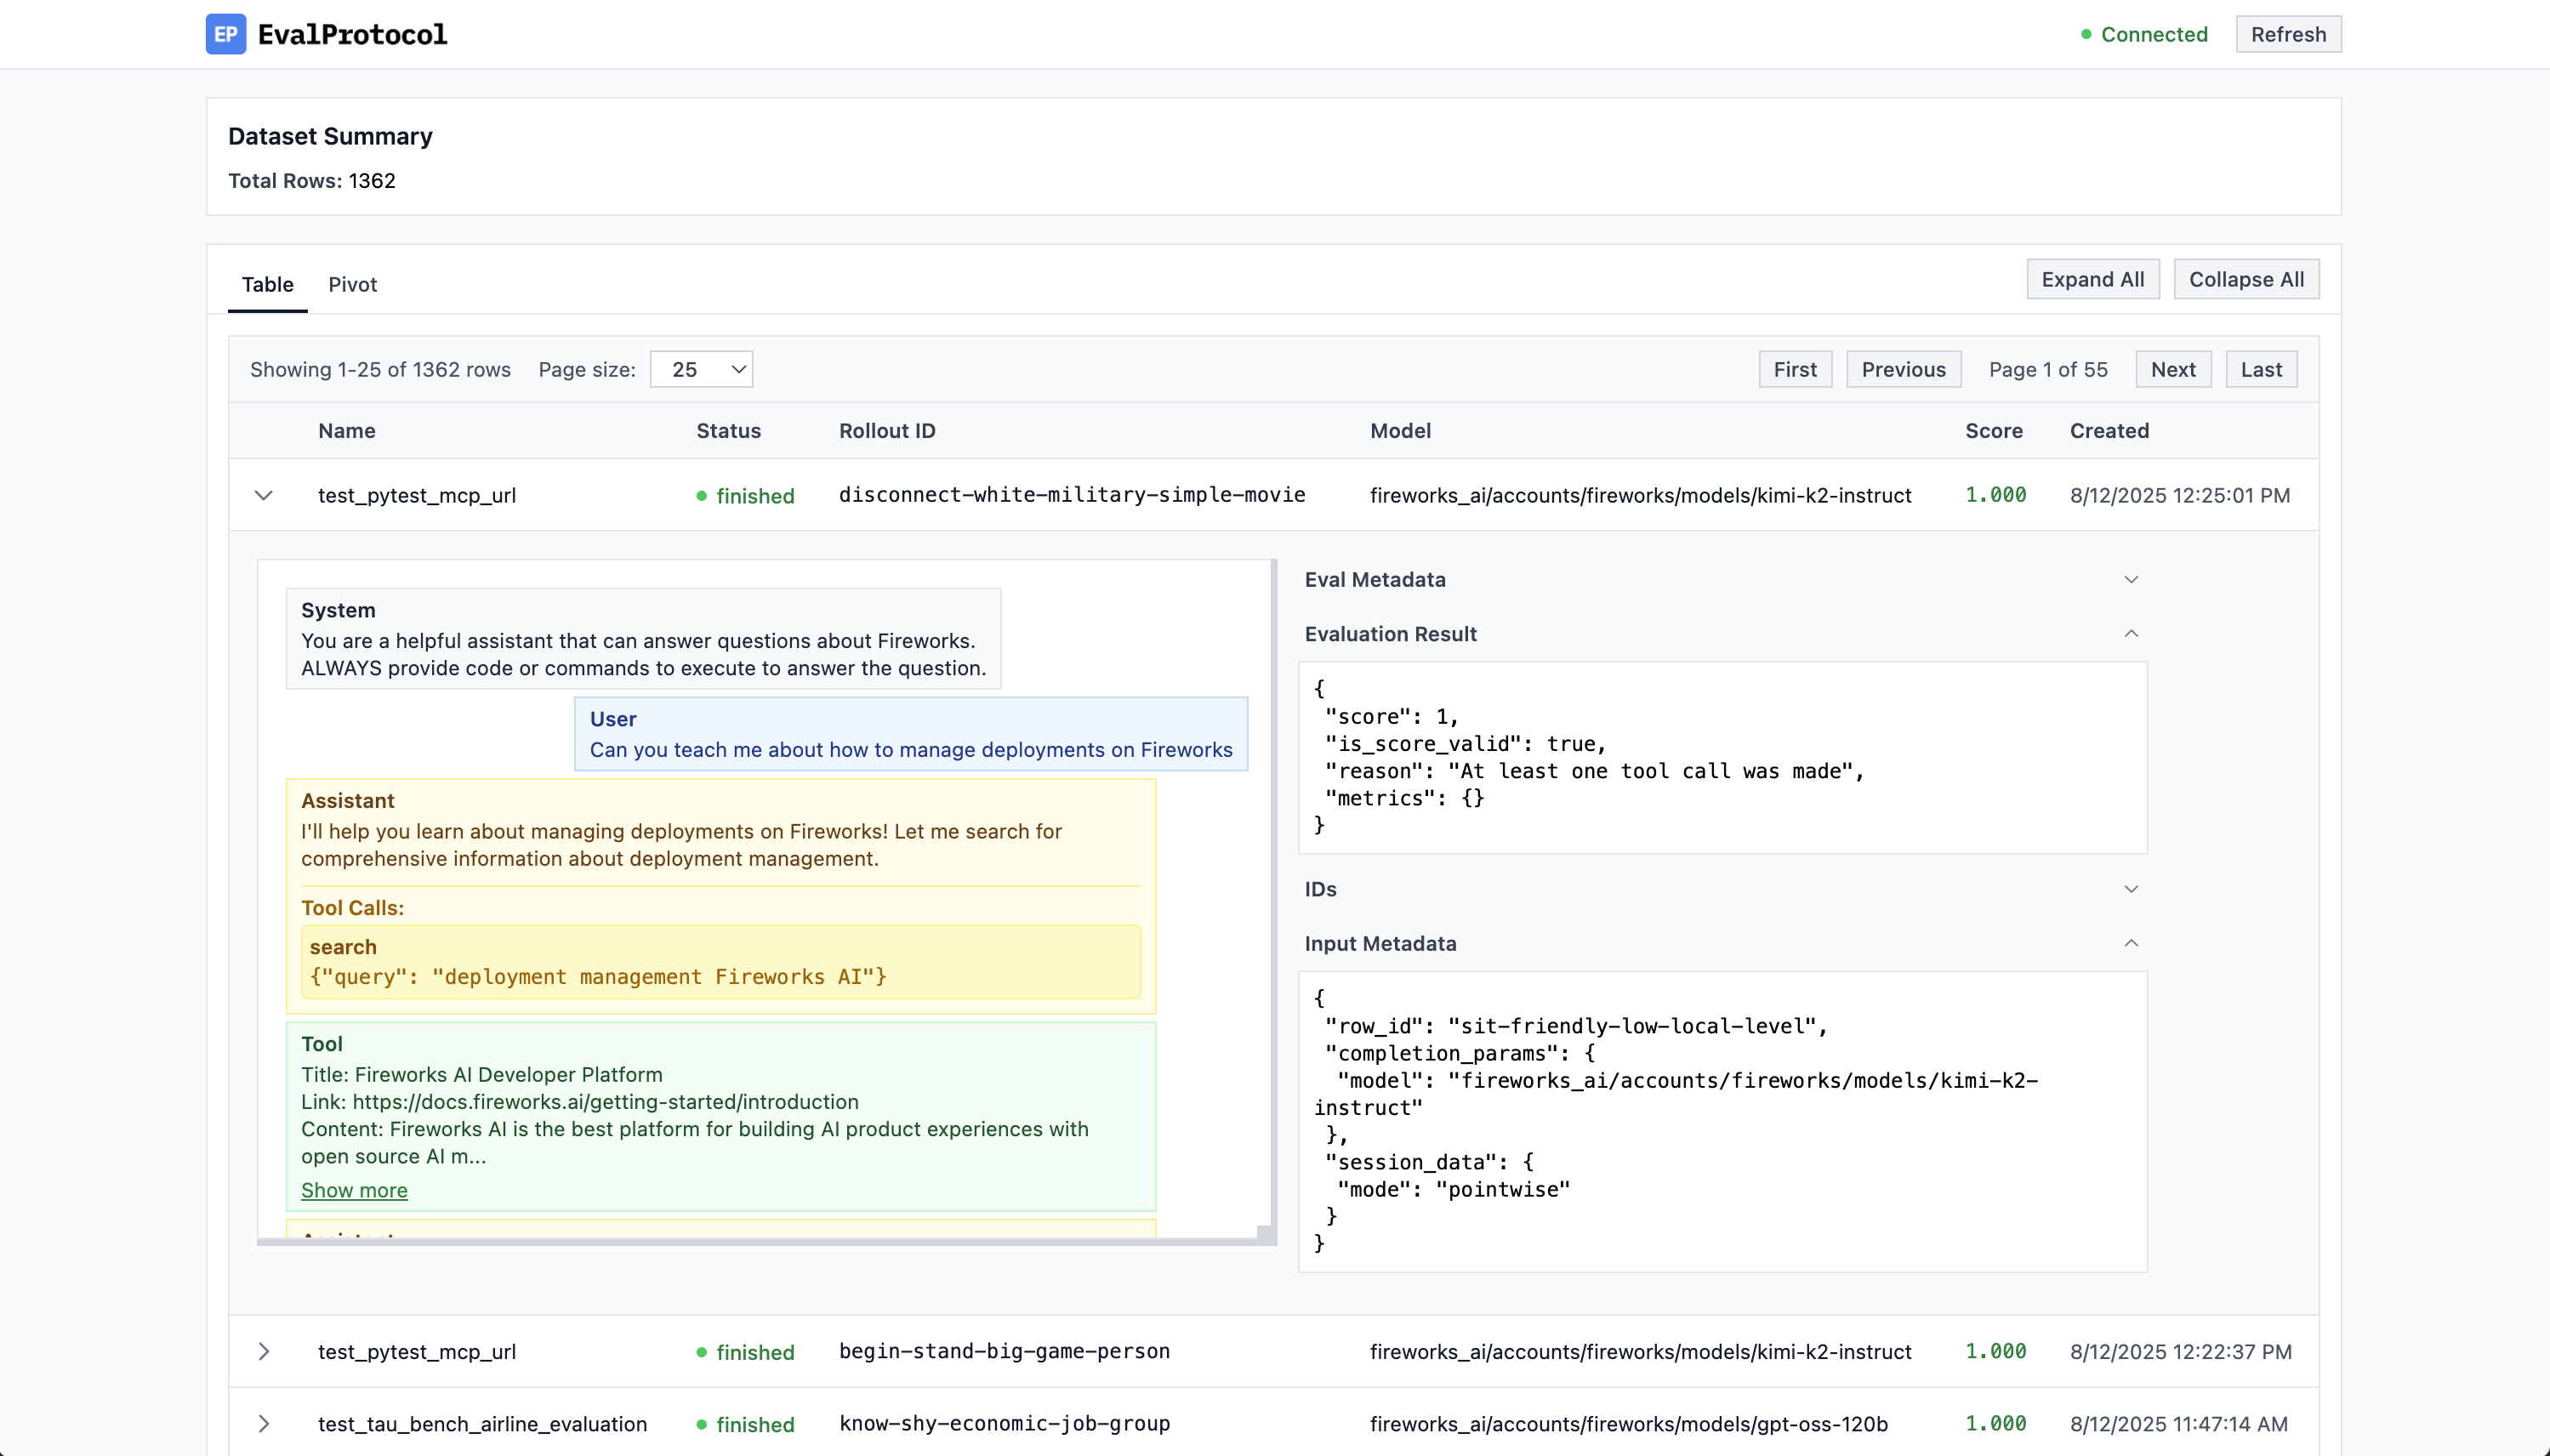 EP EvalProtocol
Connected Refresh
Dataset Summary
Total Rows: 1362
Table Pivot Expand All Collapse All
Showing 1-25 of 1362 rows Page size: 25 First Previous Page 1 of 55 Next Last
Name Status Rollout ID Model Score Created
test_pytest_mcp_url finished disconnect-white-military-simple-movie fireworks_ai/accounts/fireworks/models/kimi-k2-instruct 1.000 8/12/2025 12:25:01 PM
System
You are a helpful assistant that can answer questions about Fireworks.
ALWAYS provide code or commands to execute to answer the question.
User
Can you teach me about how to manage deployments on Fireworks
Assistant
I'll help you learn about managing deployments on Fireworks! Let me search for
comprehensive information about deployment management.
Tool Calls:
search
{"query": "deployment management Fireworks AI"}
Tool
Title: Fireworks AI Developer Platform
Link: https://docs.fireworks.ai/getting-started/introduction
Content: Fireworks AI is the best platform for building AI product experiences with
open source AI m...
Show more
Assistant
Eval Metadata
Evaluation Result
{
"score": 1,
"is_score_valid": true,
"reason": "At least one tool call was made",
"metrics": {}
}
IDs
Input Metadata
{
"row_id": "sit-friendly-low-local-level",
"completion_params": {
"model": "fireworks_ai/accounts/fireworks/models/kimi-k2-
instruct"
},
"session_data": {
"mode": "pointwise"
}
}
test_pytest_mcp_url finished begin-stand-big-game-person fireworks_ai/accounts/fireworks/models/kimi-k2-instruct 1.000 8/12/2025 12:22:37 PM
test_tau_bench_airline_evaluation finished know-shy-economic-job-group fireworks_ai/accounts/fireworks/models/gpt-oss-120b 1.000 8/12/2025 11:47:14 AM